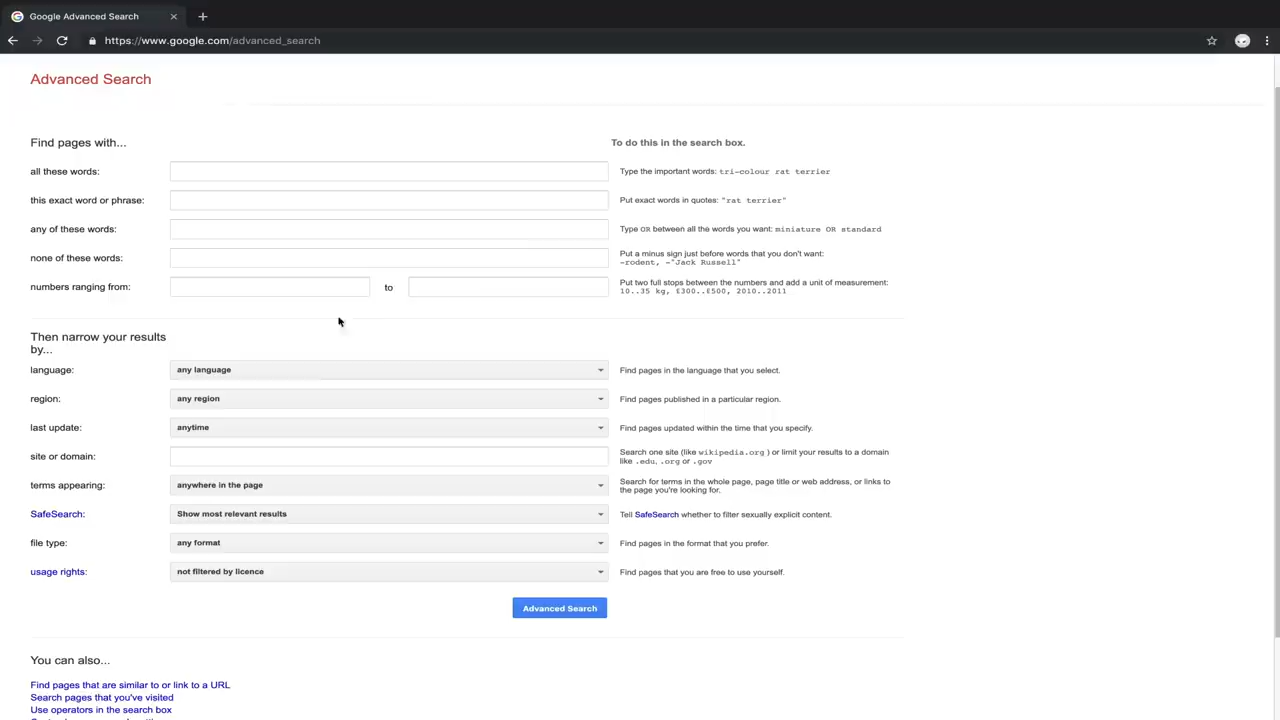 Google Advanced Search
https://www.google.com/advanced_search
Advanced Search
Find pages with...
To do this in the search box.
all these words:
Type the important words: tri-colour rat terrier
this exact word or phrase:
Put exact words in quotes: "rat terrier"
any of these words:
Type OR between all the words you want: miniature OR standard
none of these words:
Put a minus sign just before words that you don't want:
-rodent, -"Jack Russell"
numbers ranging from:
to
Put two full stops between the numbers and add a unit of measurement:
10..35 kg, £300..£500, 2010..2011
Then narrow your results
by...
language:
any language
Find pages in the language that you select.
region:
any region
Find pages published in a particular region.
last update:
anytime
Find pages updated within the time that you specify.
site or domain:
Search one site (like wikipedia.org ) or limit your results to a domain
like .edu, .org or .gov
terms appearing:
anywhere in the page
Search for terms in the whole page, page title or web address, or links to
the page you're looking for.
SafeSearch:
Show most relevant results
Tell SafeSearch whether to filter sexually explicit content.
file type:
any format
Find pages in the format that you prefer.
usage rights:
not filtered by licence
Find pages that you are free to use yourself.
Advanced Search
You can also...
Find pages that are similar to or link to a URL
Search pages that you've visited
Use operators in the search box